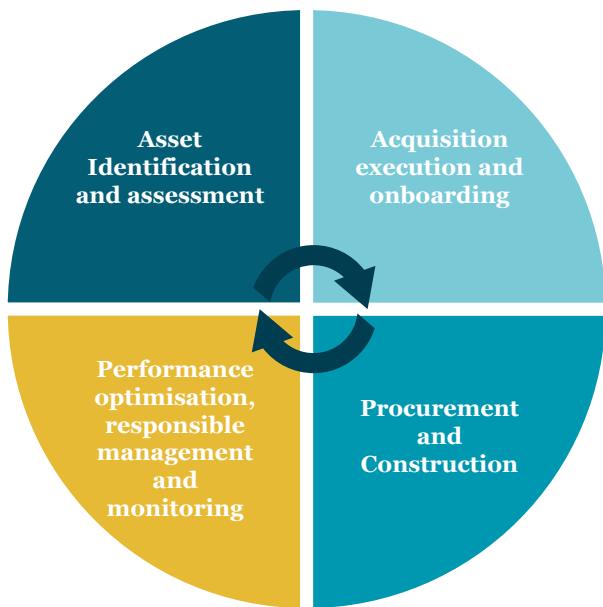 Asset
Identification
and assessment
Acquisition
execution and
onboarding
Performance
optimisation,
responsible
management
and
monitoring
Procurement
and
Construction